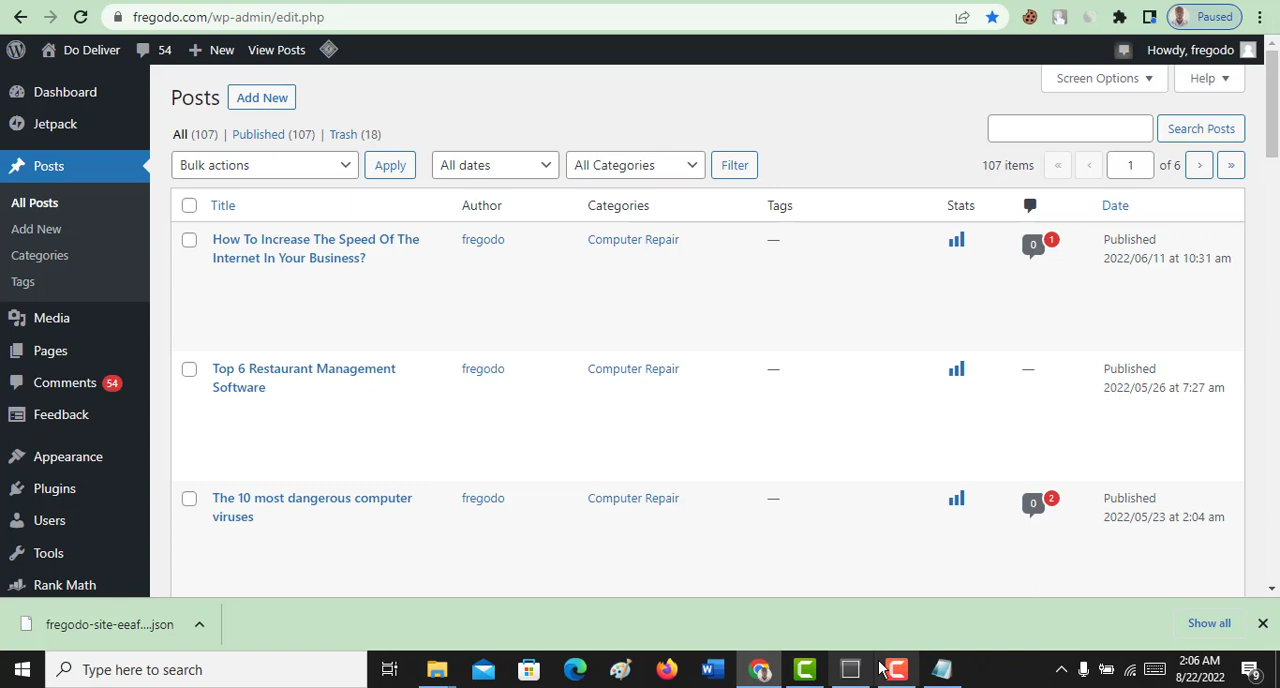 fregodo.com/wp-admin/edit.php
Paused
Do Deliver
54
New
View Posts
Howdy, fregodo
Dashboard
Jetpack
Posts
All Posts
Add New
Categories
Tags
Media
Pages
Comments 54
Feedback
Appearance
Plugins
Users
Tools
Rank Math
Screen Options
Help
Posts
Add New
All (107) | Published (107) | Trash (18)
Search Posts
Bulk actions
Apply
All dates
All Categories
Filter
107 items
«
‹
1
of 6
›
»
Title
Author
Categories
Tags
Stats
Date
How To Increase The Speed Of The
Internet In Your Business?
fregodo
Computer Repair
—
0
1
Published
2022/06/11 at 10:31 am
Top 6 Restaurant Management
Software
fregodo
Computer Repair
—
—
Published
2022/05/26 at 7:27 am
The 10 most dangerous computer
viruses
fregodo
Computer Repair
—
0
2
Published
2022/05/23 at 2:04 am
fregodo-site-eeaf....json
Show all
Type here to search
2:06 AM
8/22/2022
9